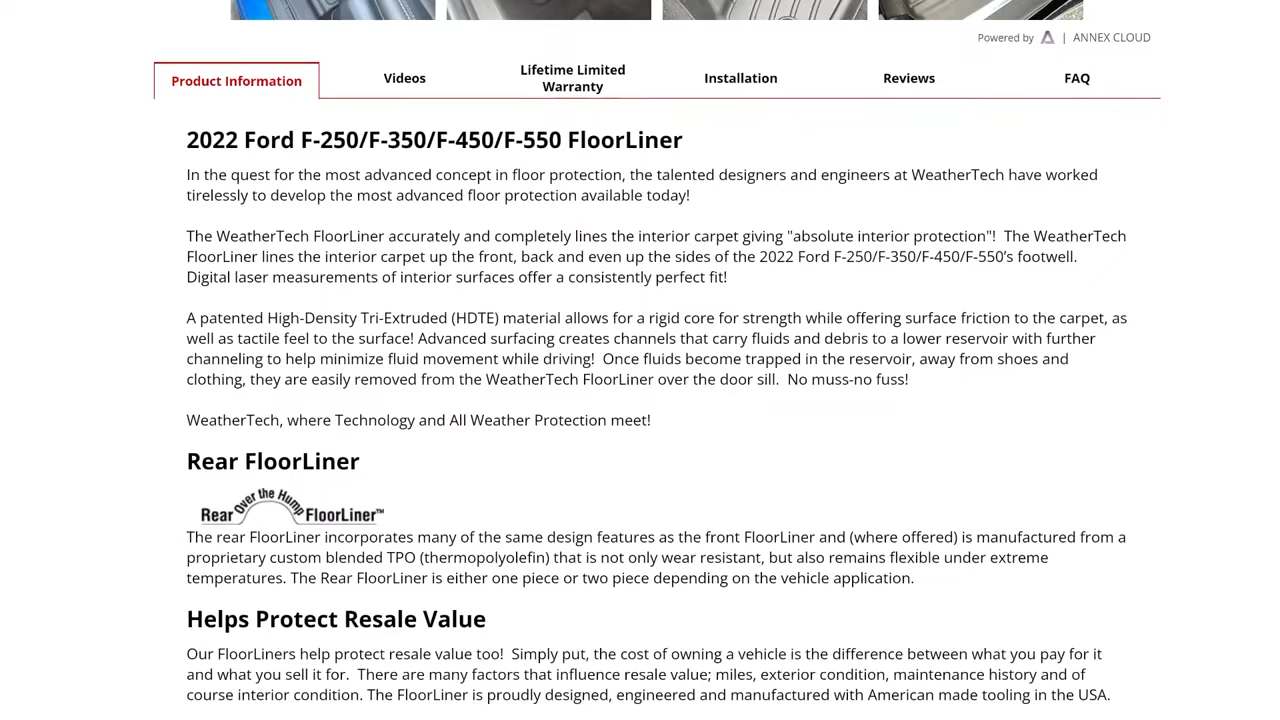 Powered by | ANNEX CLOUD
Product Information
Videos
Lifetime Limited
Warranty
Installation
Reviews
FAQ
2022 Ford F-250/F-350/F-450/F-550 FloorLiner
In the quest for the most advanced concept in floor protection, the talented designers and engineers at WeatherTech have worked
tirelessly to develop the most advanced floor protection available today!
The WeatherTech FloorLiner accurately and completely lines the interior carpet giving "absolute interior protection"!  The WeatherTech
FloorLiner lines the interior carpet up the front, back and even up the sides of the 2022 Ford F-250/F-350/F-450/F-550’s footwell.
Digital laser measurements of interior surfaces offer a consistently perfect fit!
A patented High-Density Tri-Extruded (HDTE) material allows for a rigid core for strength while offering surface friction to the carpet, as
well as tactile feel to the surface! Advanced surfacing creates channels that carry fluids and debris to a lower reservoir with further
channeling to help minimize fluid movement while driving!  Once fluids become trapped in the reservoir, away from shoes and
clothing, they are easily removed from the WeatherTech FloorLiner over the door sill.  No muss-no fuss!
WeatherTech, where Technology and All Weather Protection meet!
Rear FloorLiner
Rear Over the Hump FloorLiner™
The rear FloorLiner incorporates many of the same design features as the front FloorLiner and (where offered) is manufactured from a
proprietary custom blended TPO (thermopolyolefin) that is not only wear resistant, but also remains flexible under extreme
temperatures. The Rear FloorLiner is either one piece or two piece depending on the vehicle application.
Helps Protect Resale Value
Our FloorLiners help protect resale value too!  Simply put, the cost of owning a vehicle is the difference between what you pay for it
and what you sell it for.  There are many factors that influence resale value; miles, exterior condition, maintenance history and of
course interior condition. The FloorLiner is proudly designed, engineered and manufactured with American made tooling in the USA.